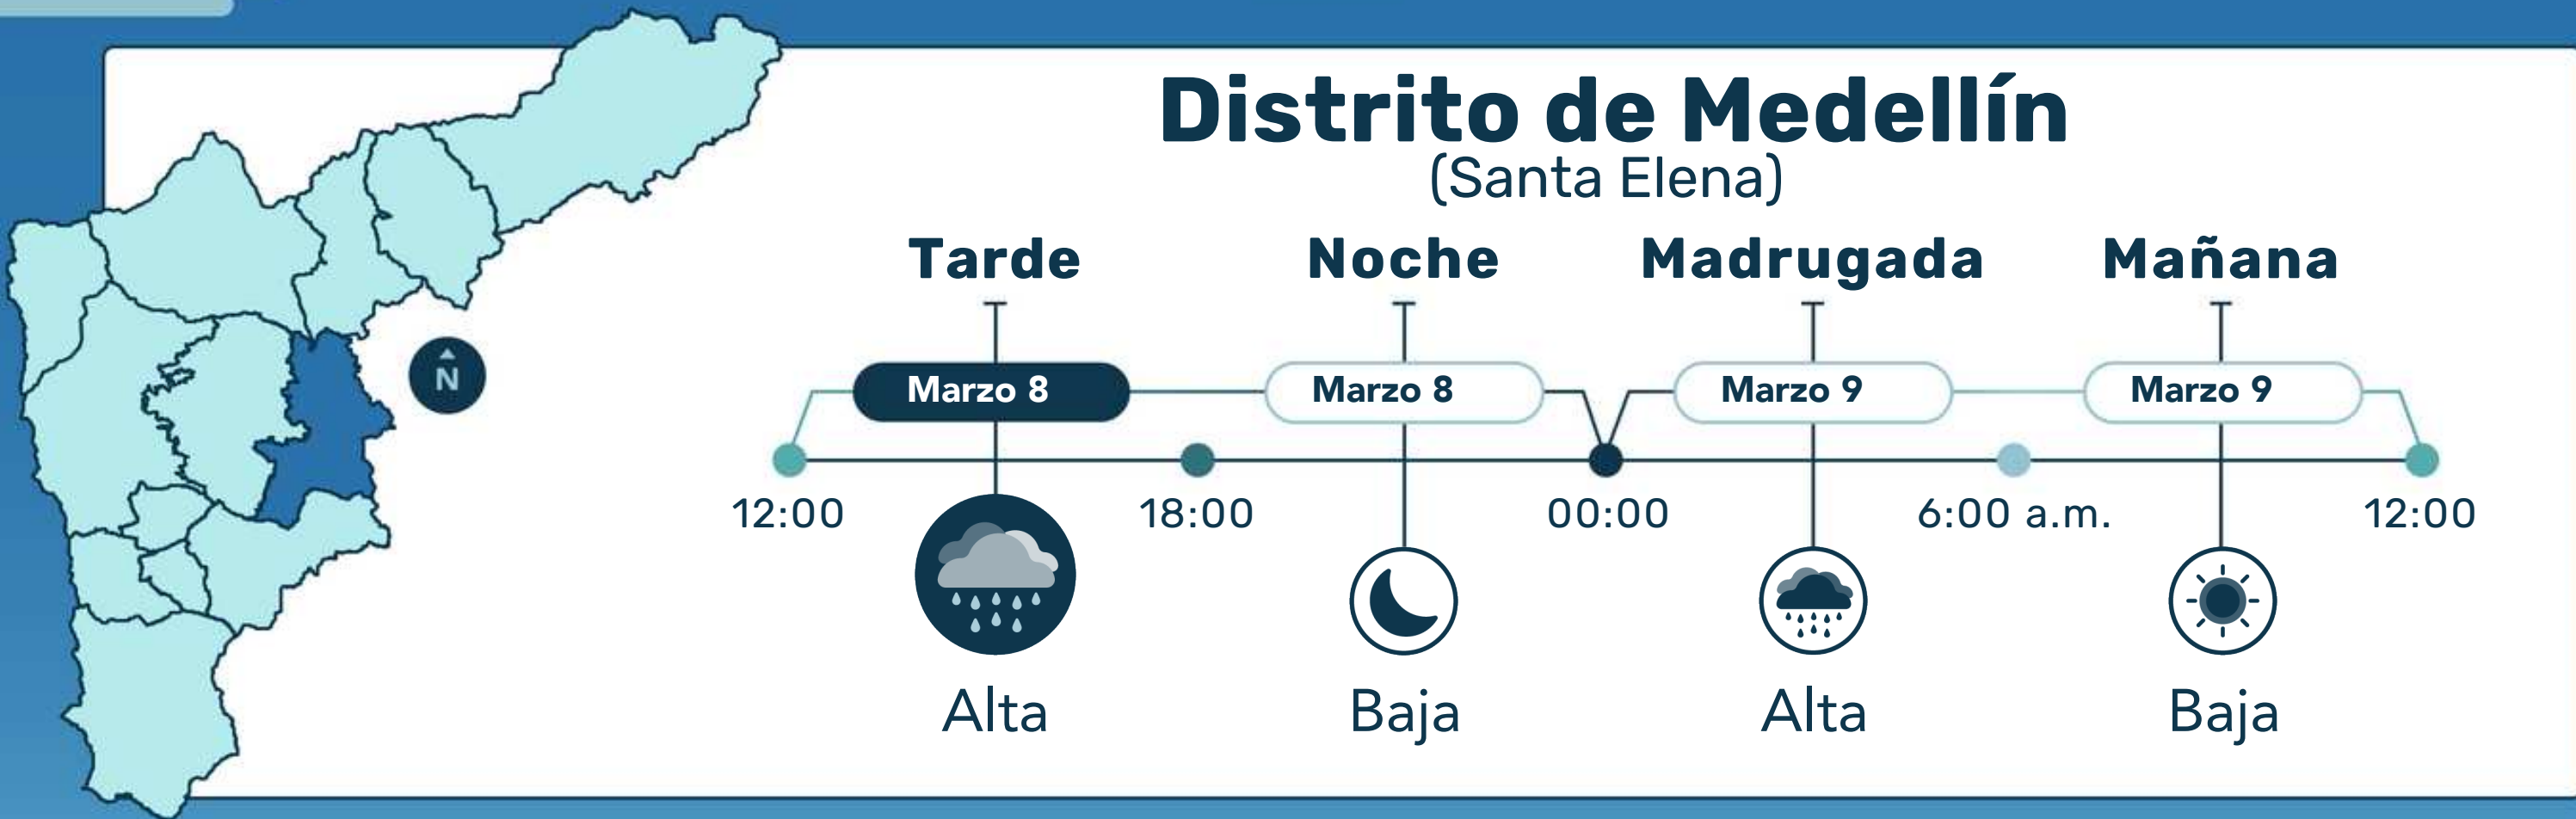 Distrito de Medellín
(Santa Elena)
Tarde Noche Madrugada Mañana
N
Marzo 8 Marzo 8 Marzo 9 Marzo 9
12:00 18:00 00:00 6:00 a.m. 12:00
Alta Baja Alta Baja